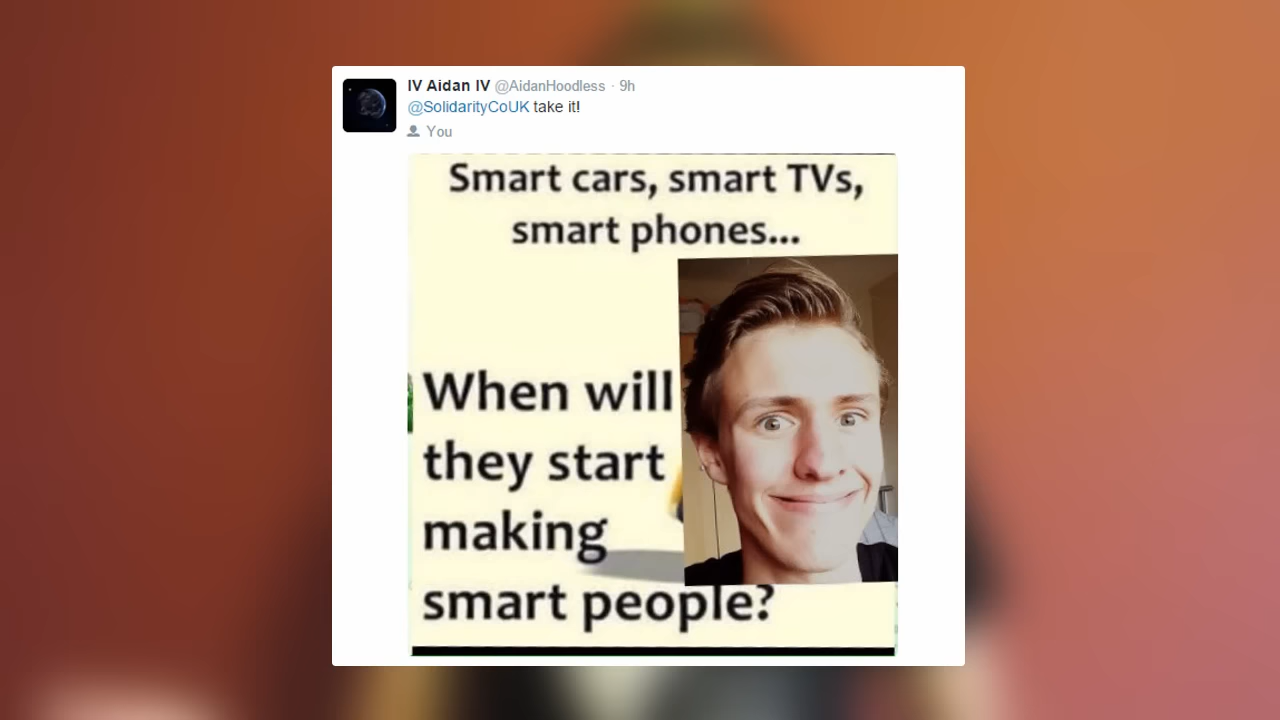 IV Aidan IV @AidanHoodless · 9h
@SolidarityCoUK take it!
You
Smart cars, smart TVs,
smart phones...
When will
they start
making
smart people?